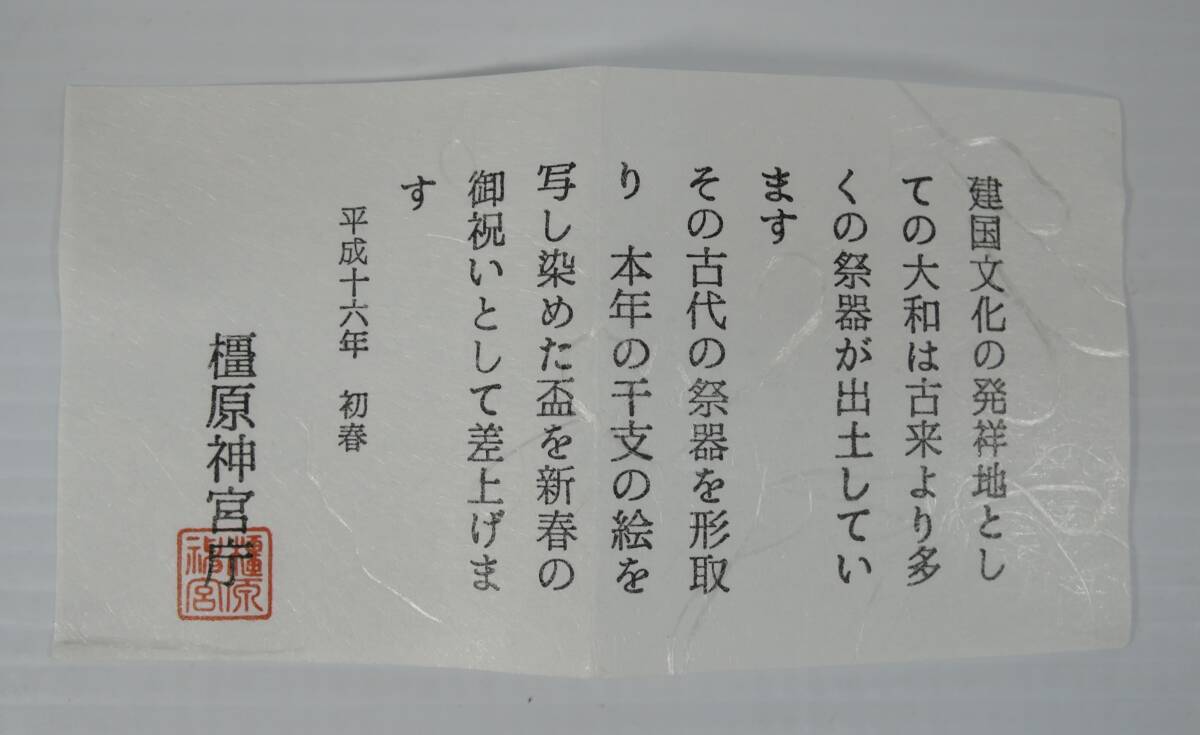 建国文化の発祥地とし
ての大和は古来より多
くの祭器が出土してい
ます
その古代の祭器を形取
り　本年の干支の絵を
写し染めた盃を新春の
御祝いとして差上げま
す
平成十六年　初春
橿原神宮庁
橿原
神宮